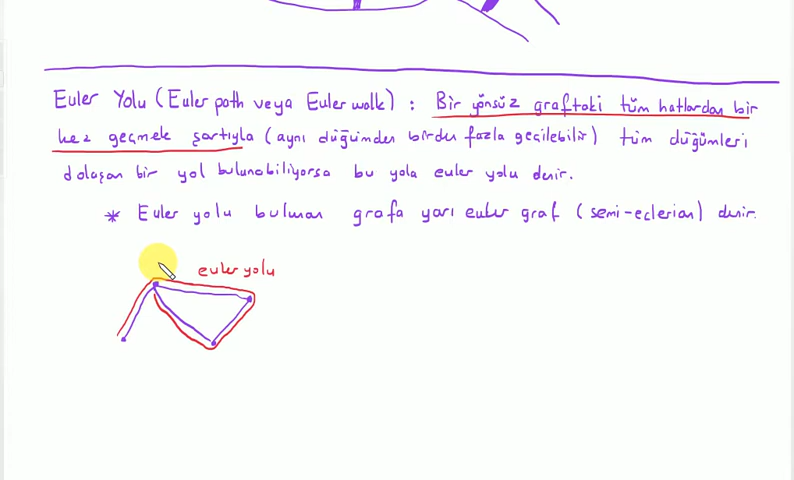 Euler Yolu (Euler path veya Euler walk) : Bir yönsüz graftaki tüm hatlardan bir
kez geçmek şartıyla (aynı düğümden birden fazla geçilebilir) tüm düğümleri
dolaşan bir yol bulunabiliyorsa bu yola euler yolu denir.
* Euler yolu bulunan grafa yarı euler graf (semi-eclerian) denir.
euler yolu